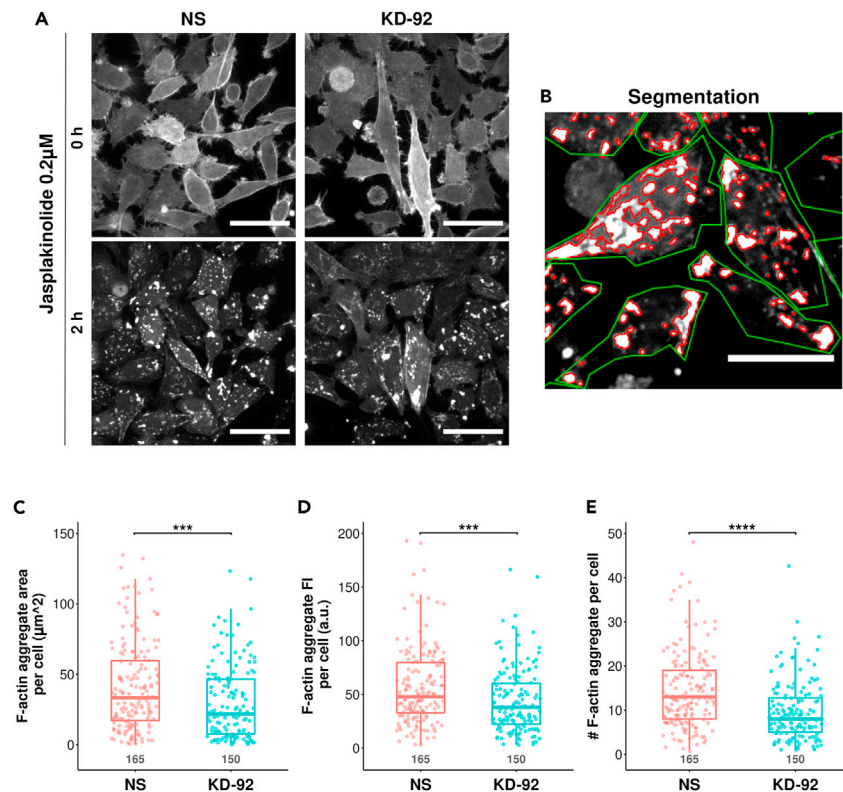 A
NS
KD-92
Jasplakinolide 0.2µM
0 h
2 h
B
Segmentation
C
F-actin aggregate area
per cell (µm^2)
150
100
50
0
***
165
150
NS
KD-92
D
F-actin aggregate FI
per cell (a.u.)
200
150
100
50
0
***
165
150
NS
KD-92
E
# F-actin aggregate per cell
50
40
30
20
10
0
****
165
150
NS
KD-92